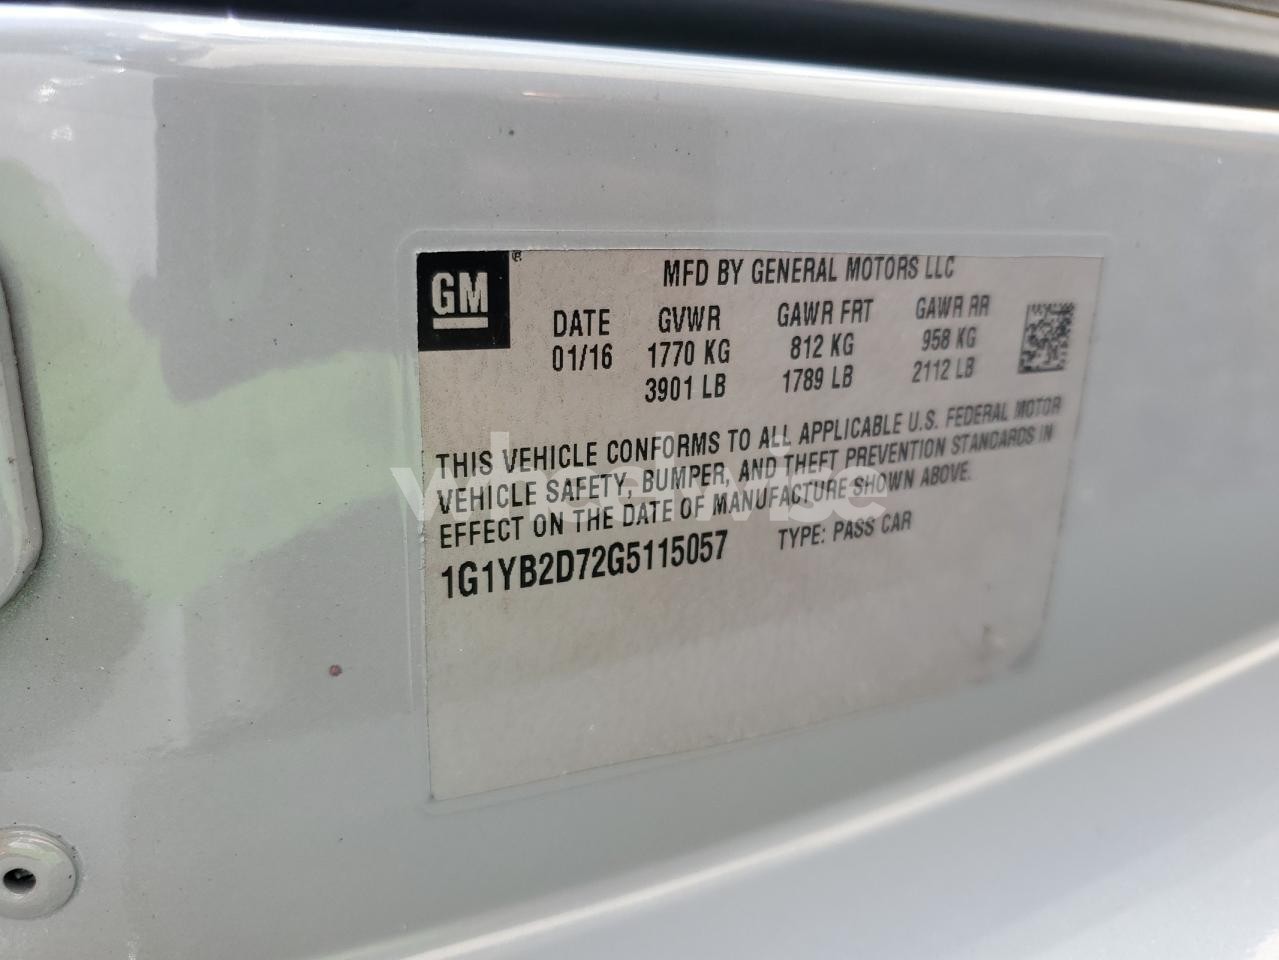 GM®
MFD BY GENERAL MOTORS LLC
DATE GVWR GAWR FRT GAWR RR
01/16 1770 KG 812 KG 958 KG
3901 LB 1789 LB 2112 LB
THIS VEHICLE CONFORMS TO ALL APPLICABLE U.S. FEDERAL MOTOR
VEHICLE SAFETY, BUMPER, AND THEFT PREVENTION STANDARDS IN
EFFECT ON THE DATE OF MANUFACTURE SHOWN ABOVE.
1G1YB2D72G5115057 TYPE: PASS CAR
wheelwise